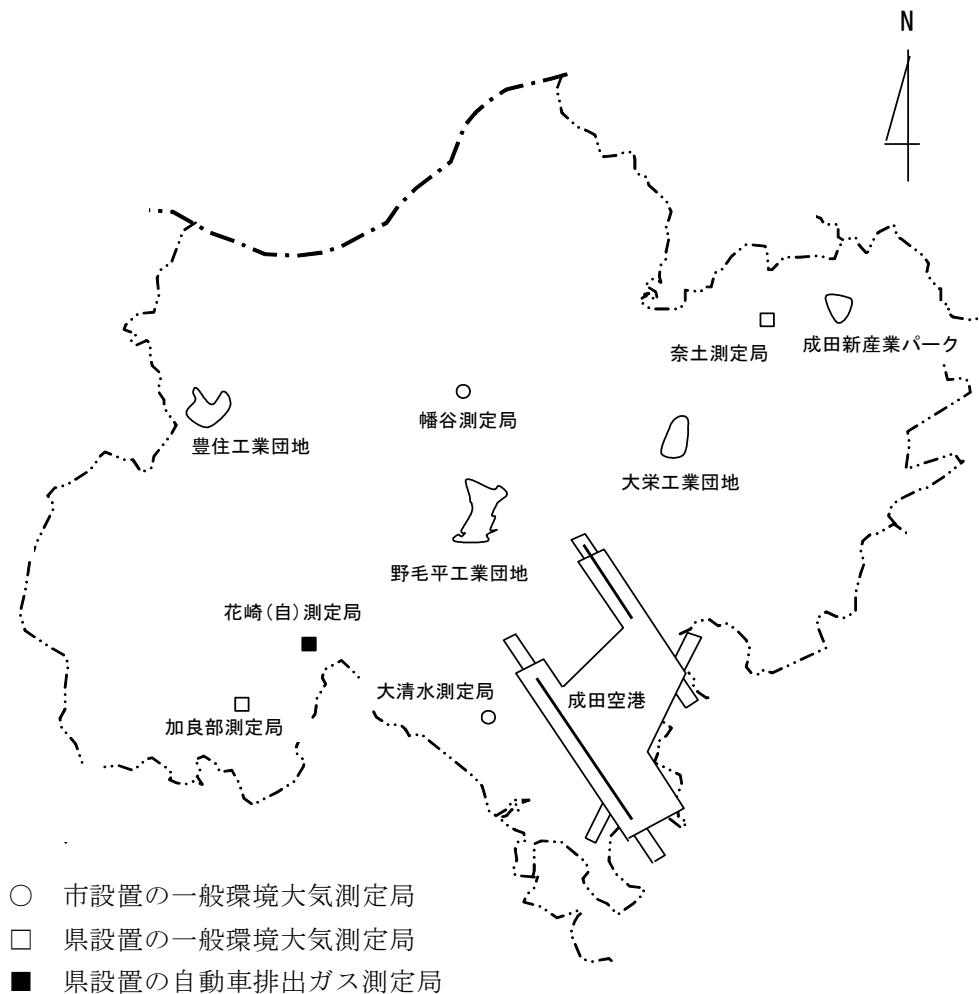 N
奈土測定局
成田新産業パーク
幡谷測定局
豊住工業団地
大栄工業団地
野毛平工業団地
花崎(自)測定局
大清水測定局
成田空港
加良部測定局
○ 市設置の一般環境大気測定局
□ 県設置の一般環境大気測定局
■ 県設置の自動車排出ガス測定局